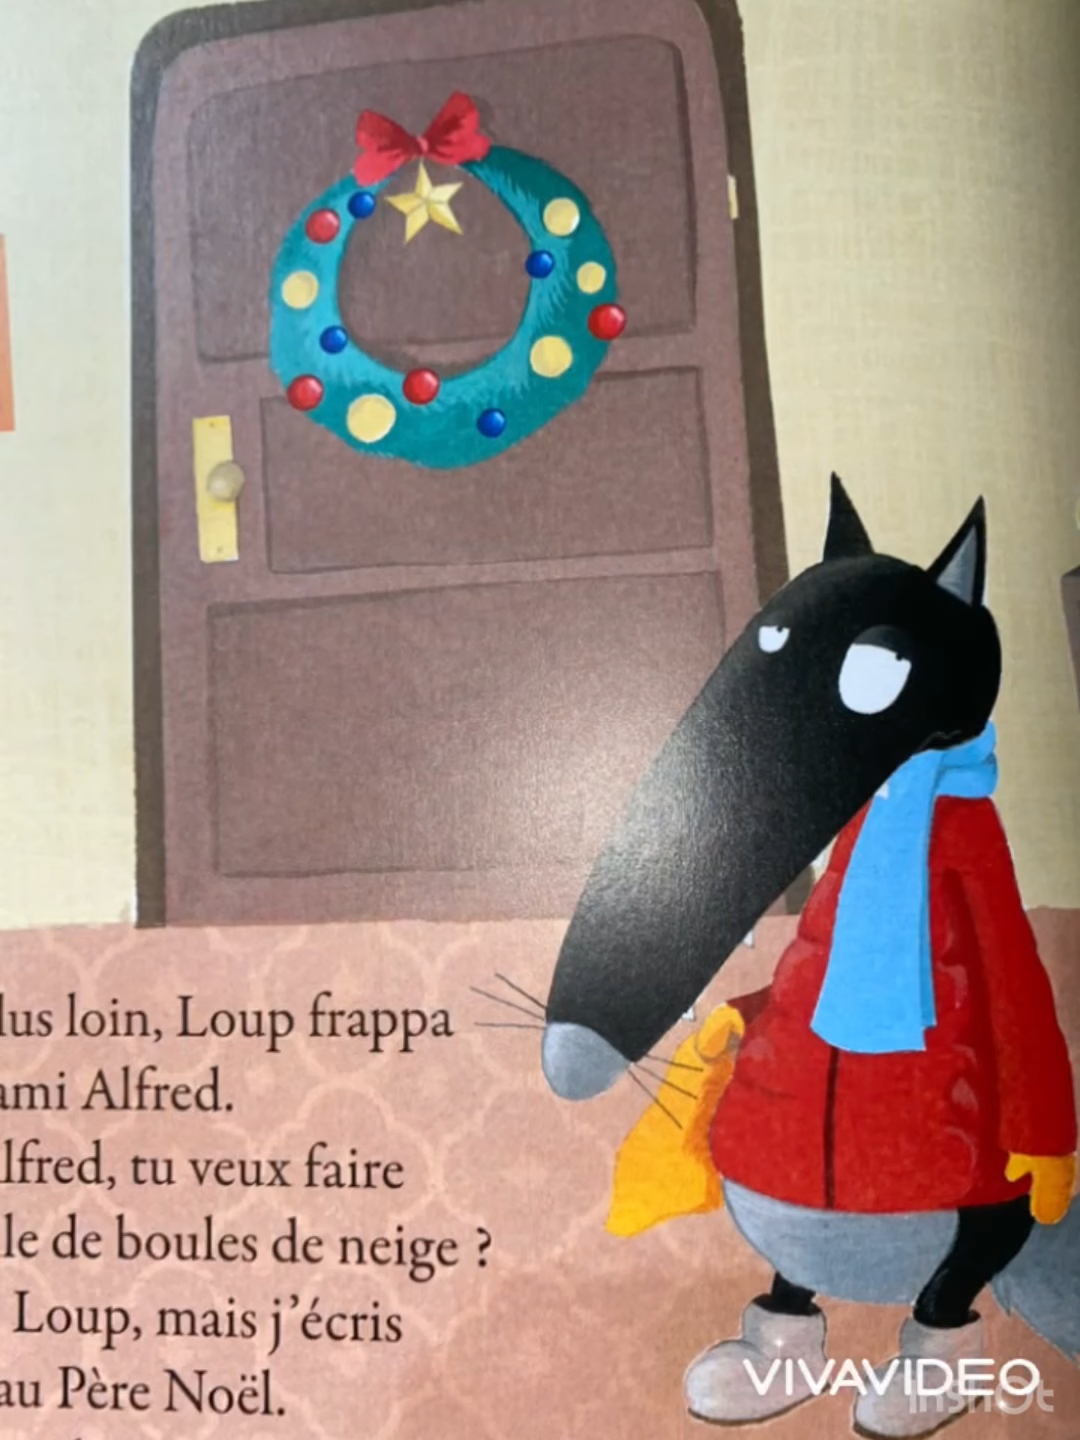 lus loin, Loup frappa
ami Alfred.
lfred, tu veux faire
le de boules de neige ?
Loup, mais j'écris
au Père Noël.
VIVAVIDEO
InShOt